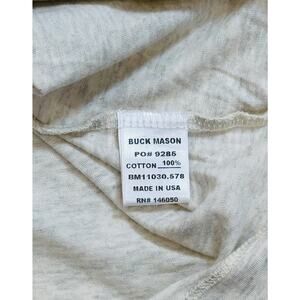 BUCK MASON
PO# 9285
COTTON 100%
BM11030.578
MADE IN USA
RN# 146050